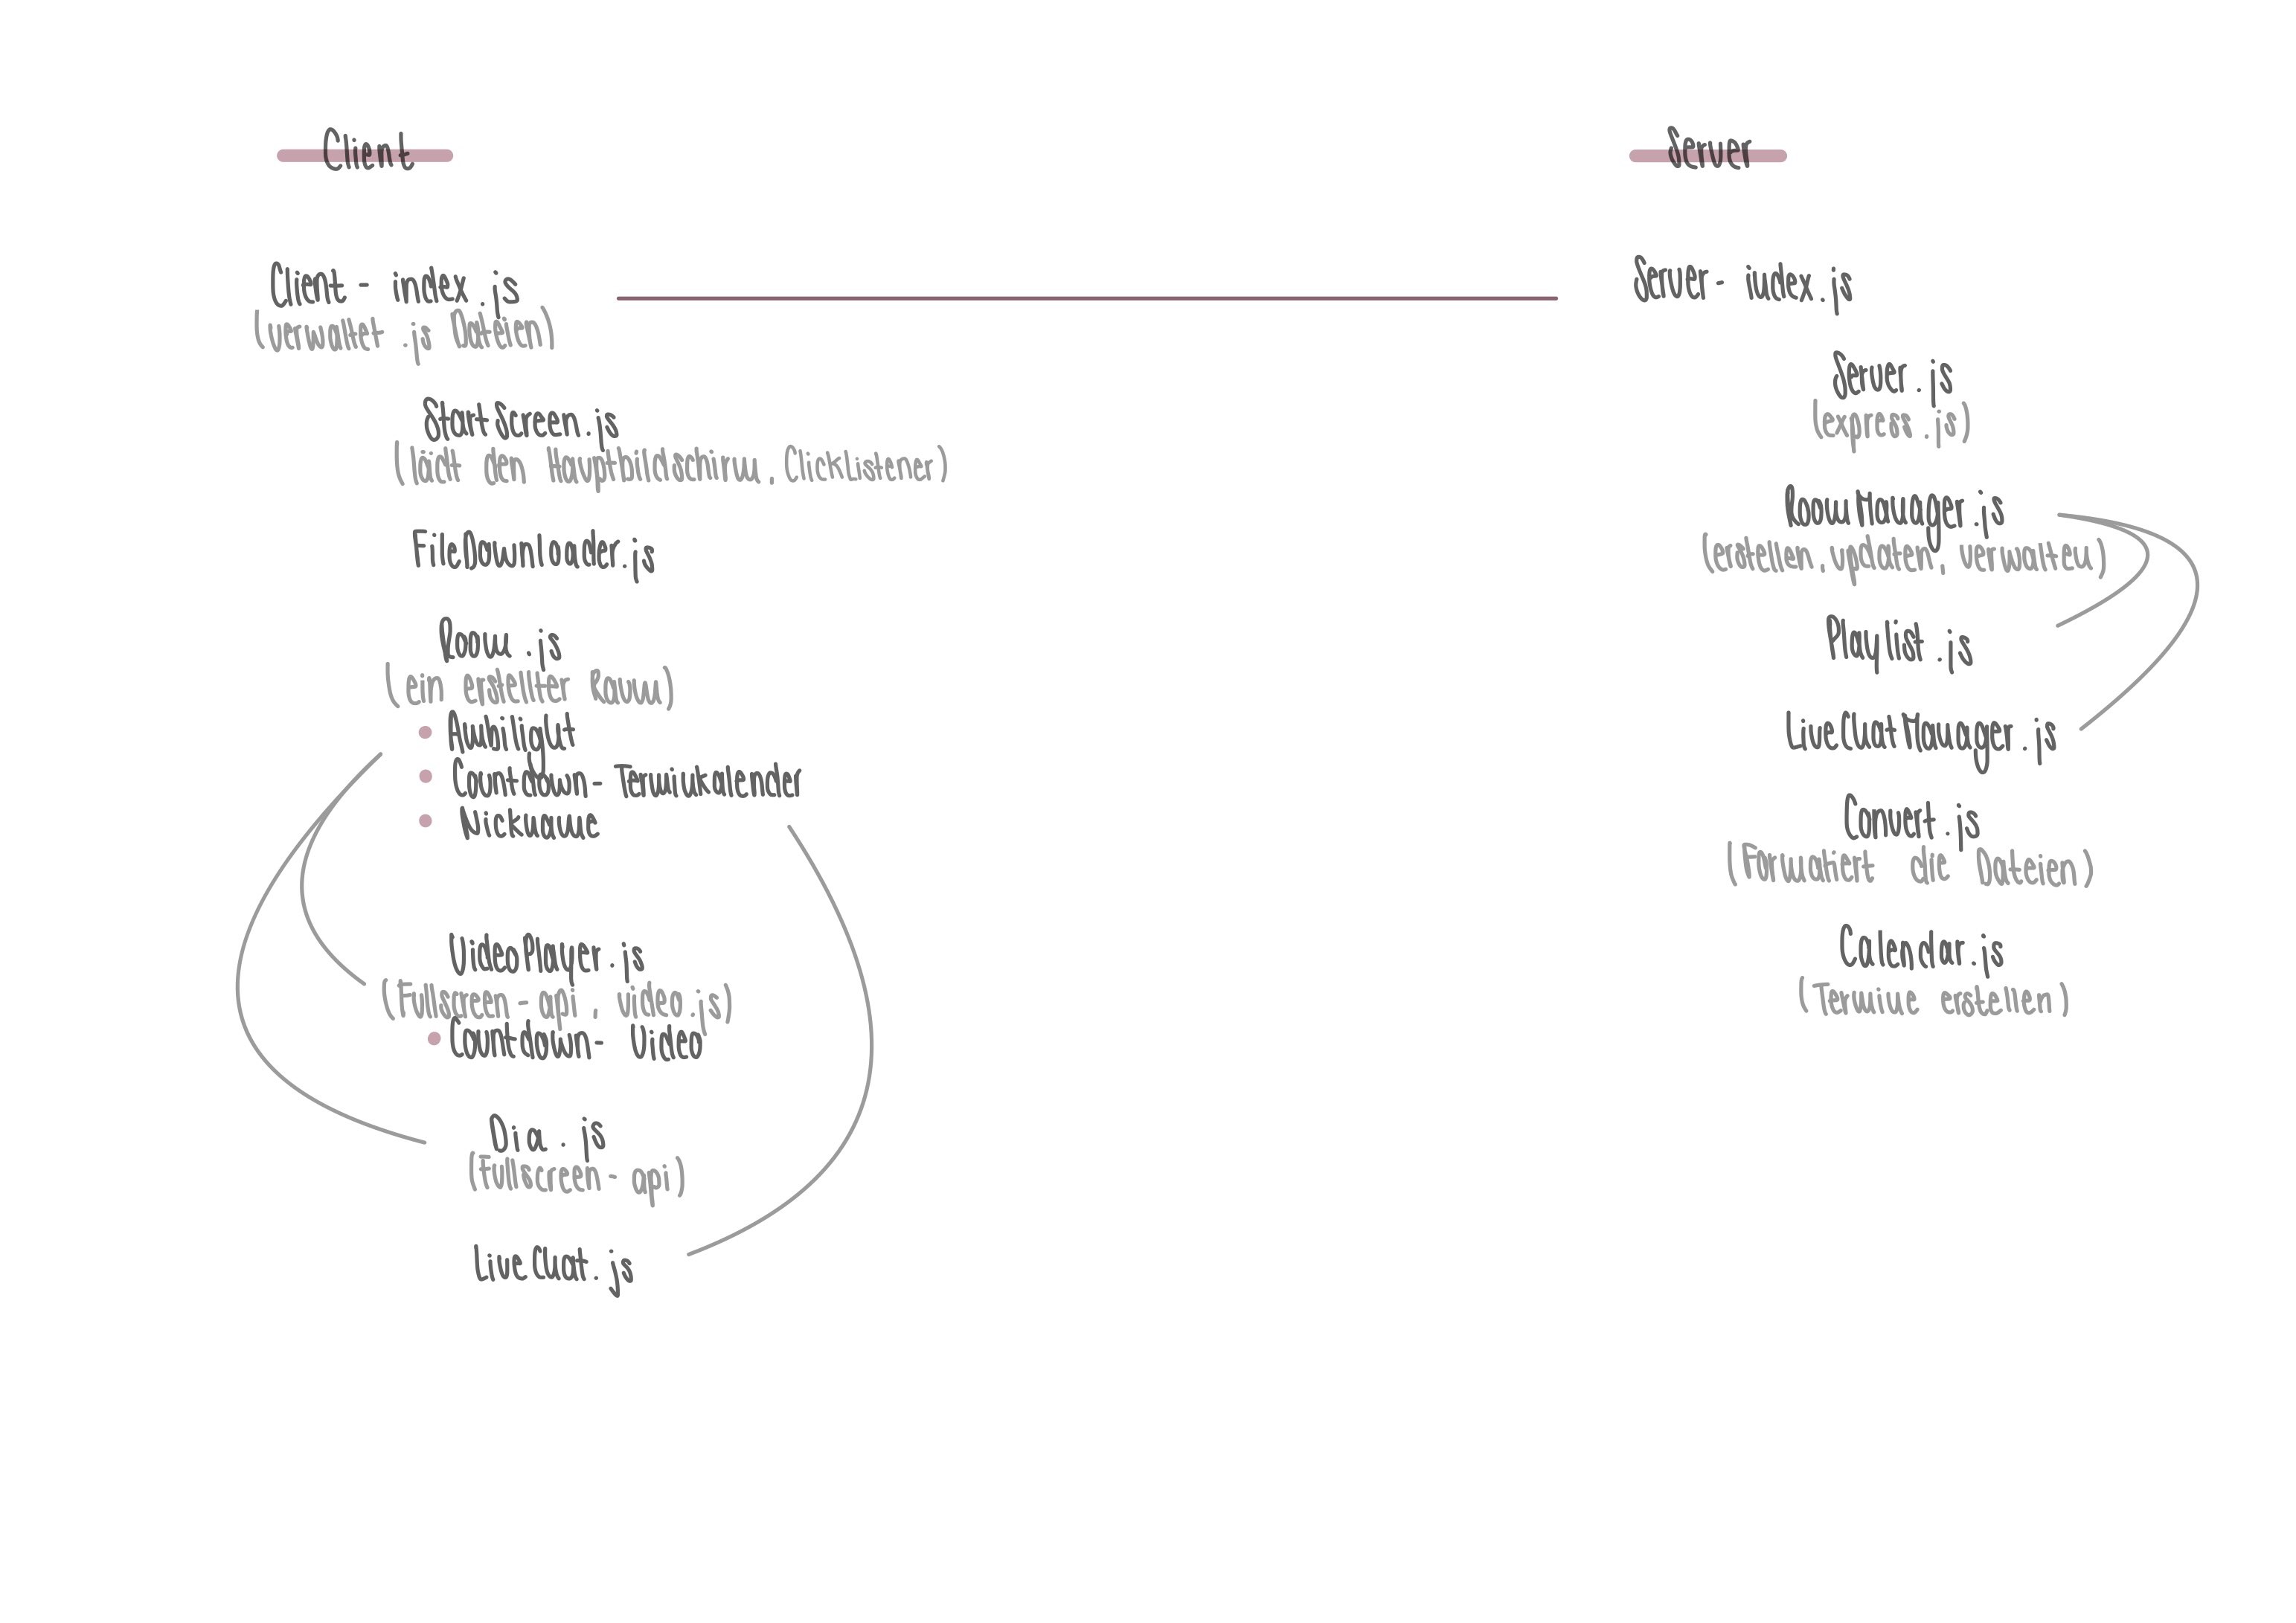 Client
Client - index.js
(verwaltet .js Dateien)
StartScreen.js
(lädt den Hauptbildschirm, Clicklistener)
FileDownloader.js
Room.js
(ein erstellter Raum)
Ambilight
Countdown - Terminkalender
Nickname
VideoPlayer.js
(Fullscreen - api, video.js)
Countdown - Video
Dia.js
(Fullscreen - api)
LiveChat.js
Server
Server - index.js
Server.js
(express.js)
RoomManager.js
(erstellen, updaten, verwalten)
Playlist.js
LiveChatManager.js
Convert.js
(Formatiert die Dateien)
Calendar.js
(Termine erstellen)